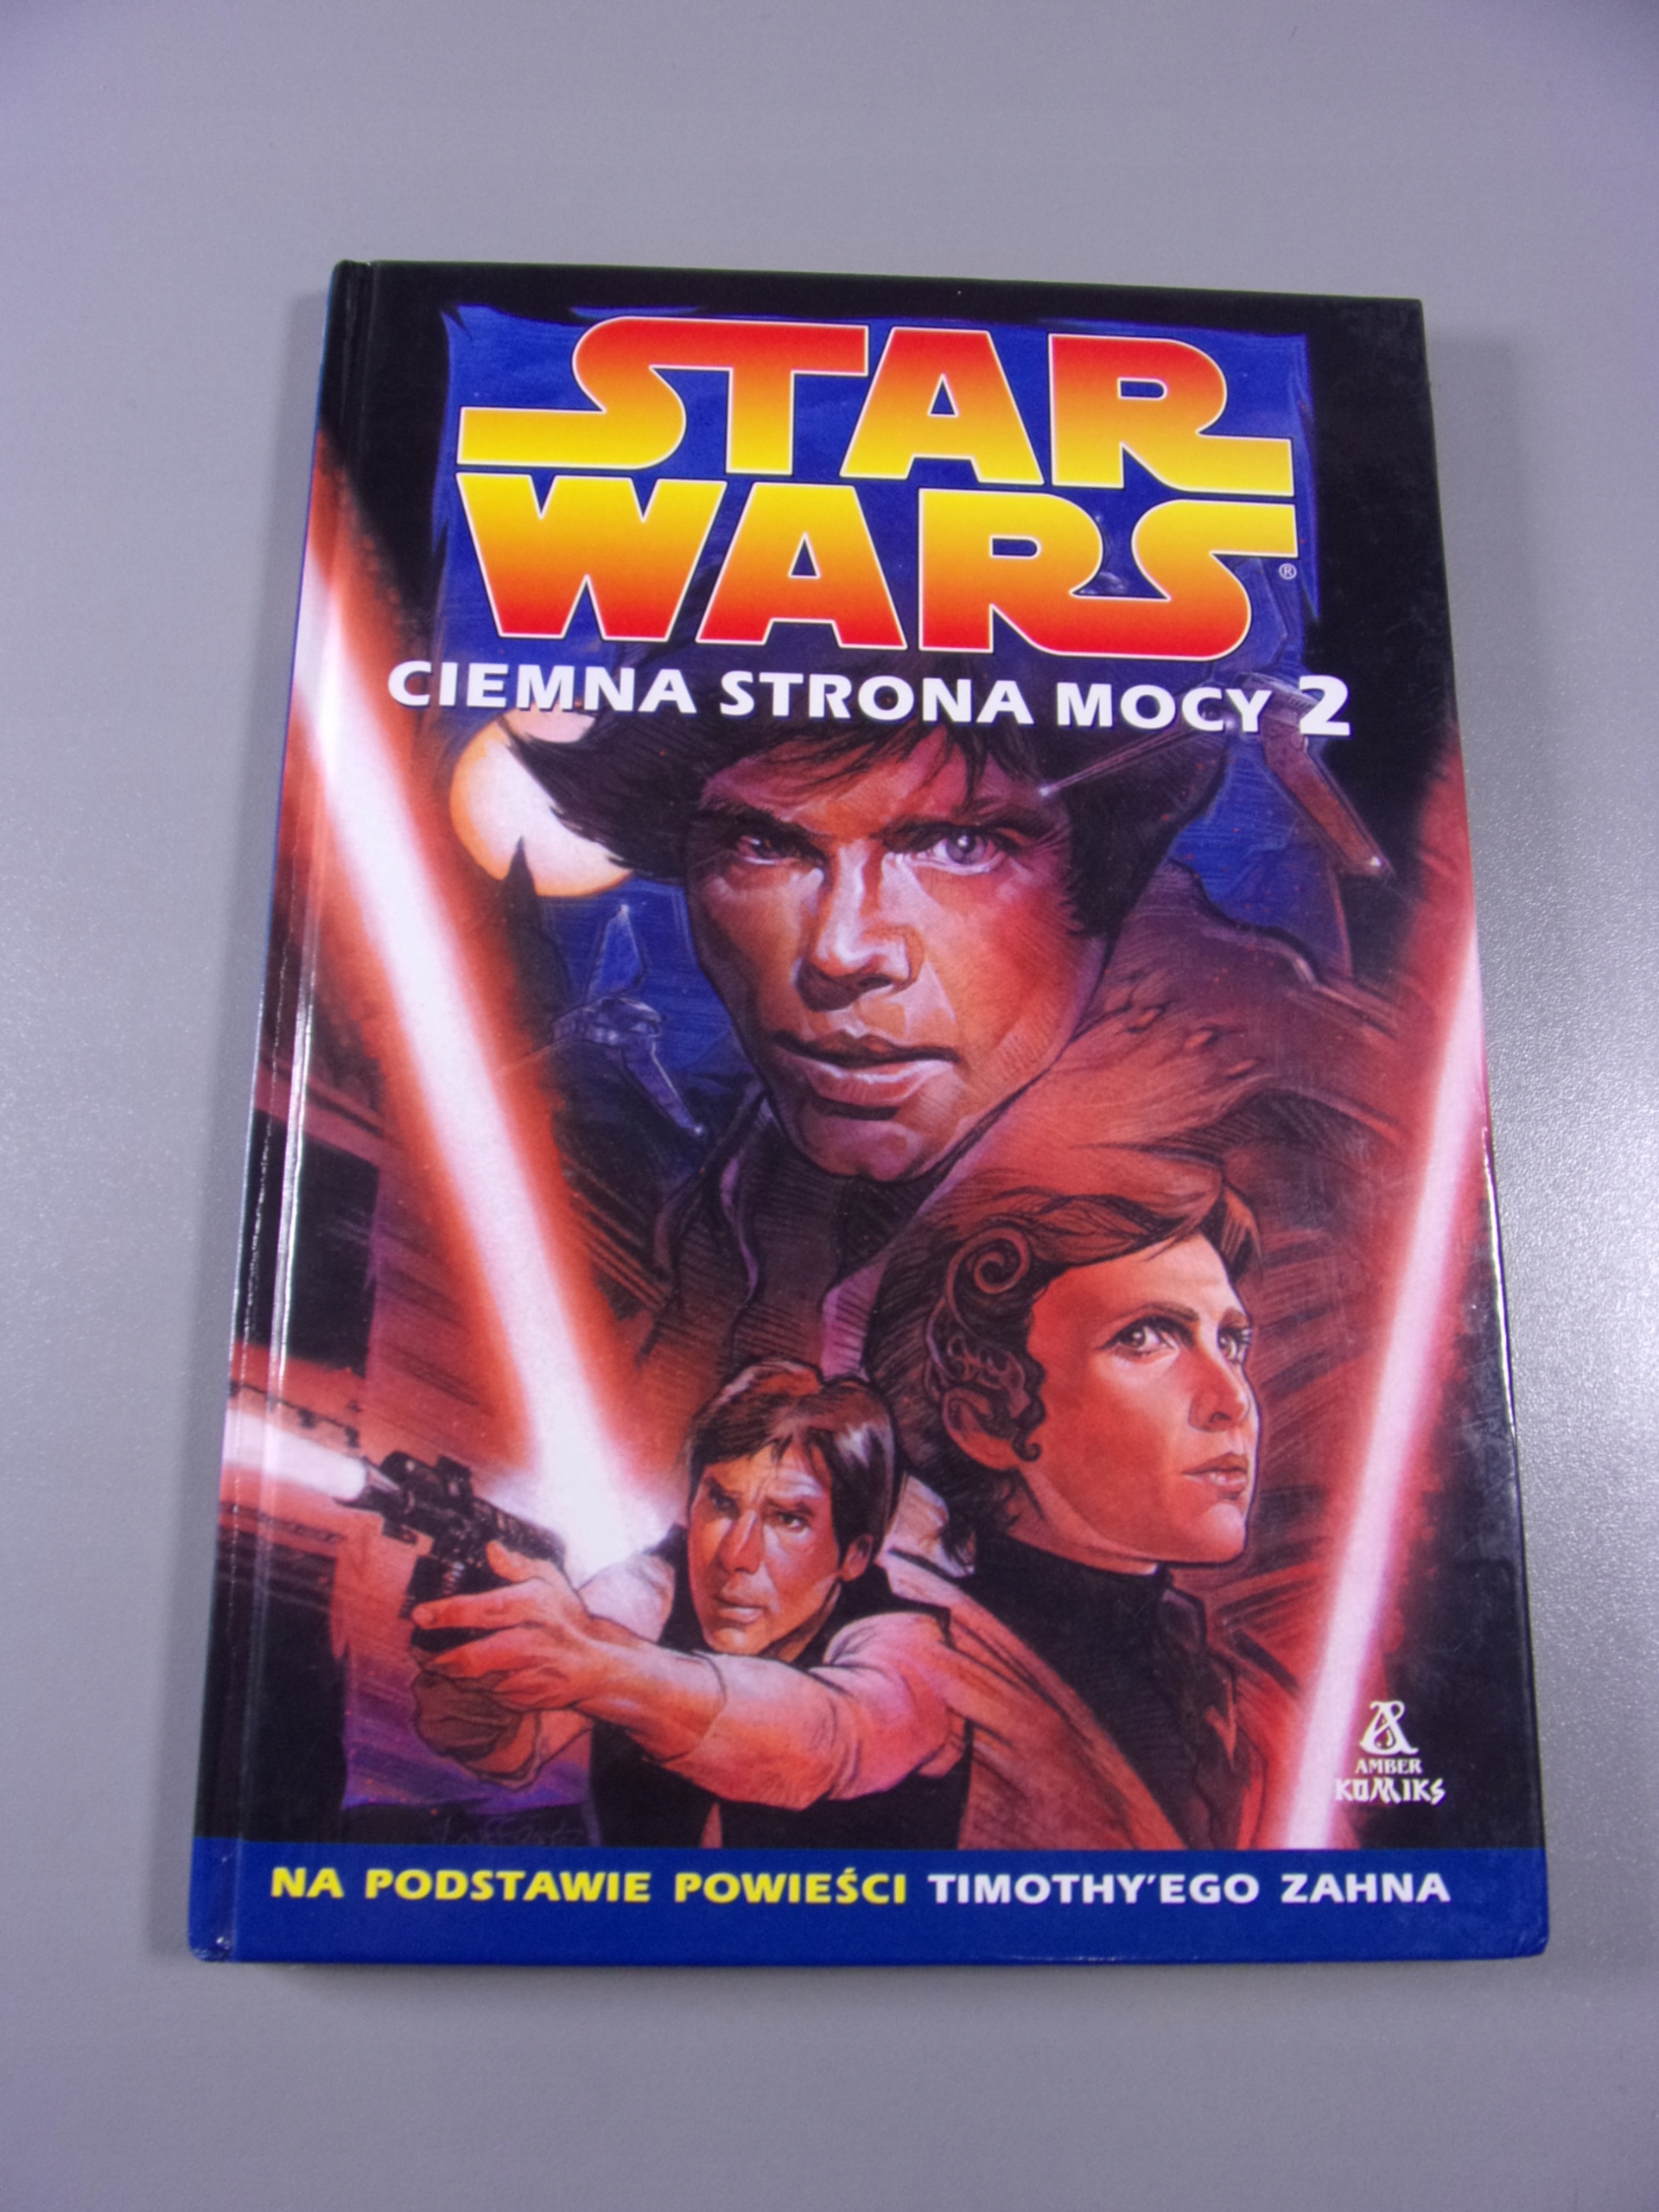 STAR
WARS®
CIEMNA STRONA MOCY 2
AMBER
KOMIKS
NA PODSTAWIE POWIEŚCI TIMOTHY'EGO ZAHNA